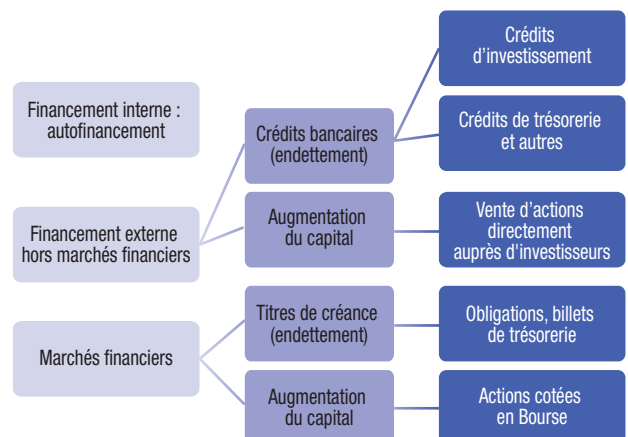 Financement interne :
autofinancement
Financement externe
hors marchés financiers
Crédits bancaires
(endettement)
Crédits
d'investissement
Crédits de trésorerie
et autres
Augmentation
du capital
Vente d'actions
directement
auprès d'investisseurs
Marchés financiers
Titres de créance
(endettement)
Obligations, billets
de trésorerie
Augmentation
du capital
Actions cotées
en Bourse